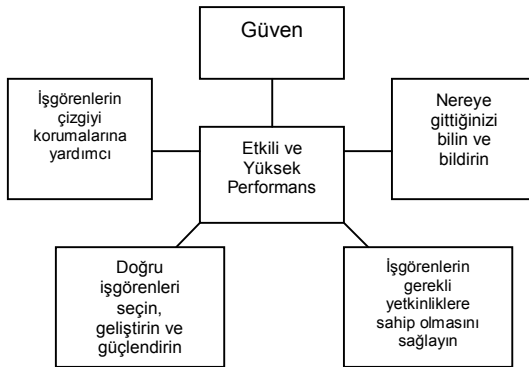 Güven
İşgörenlerin
çizgiyi
korumalarına
yardımcı
Nereye
gittiğinizi
bilin ve
bildirin
Etkili ve
Yüksek
Performans
Doğru
işgörenleri
seçin,
geliştirin ve
güçlendirin
İşgörenlerin
gerekli
yetkinliklere
sahip olmasını
sağlayın